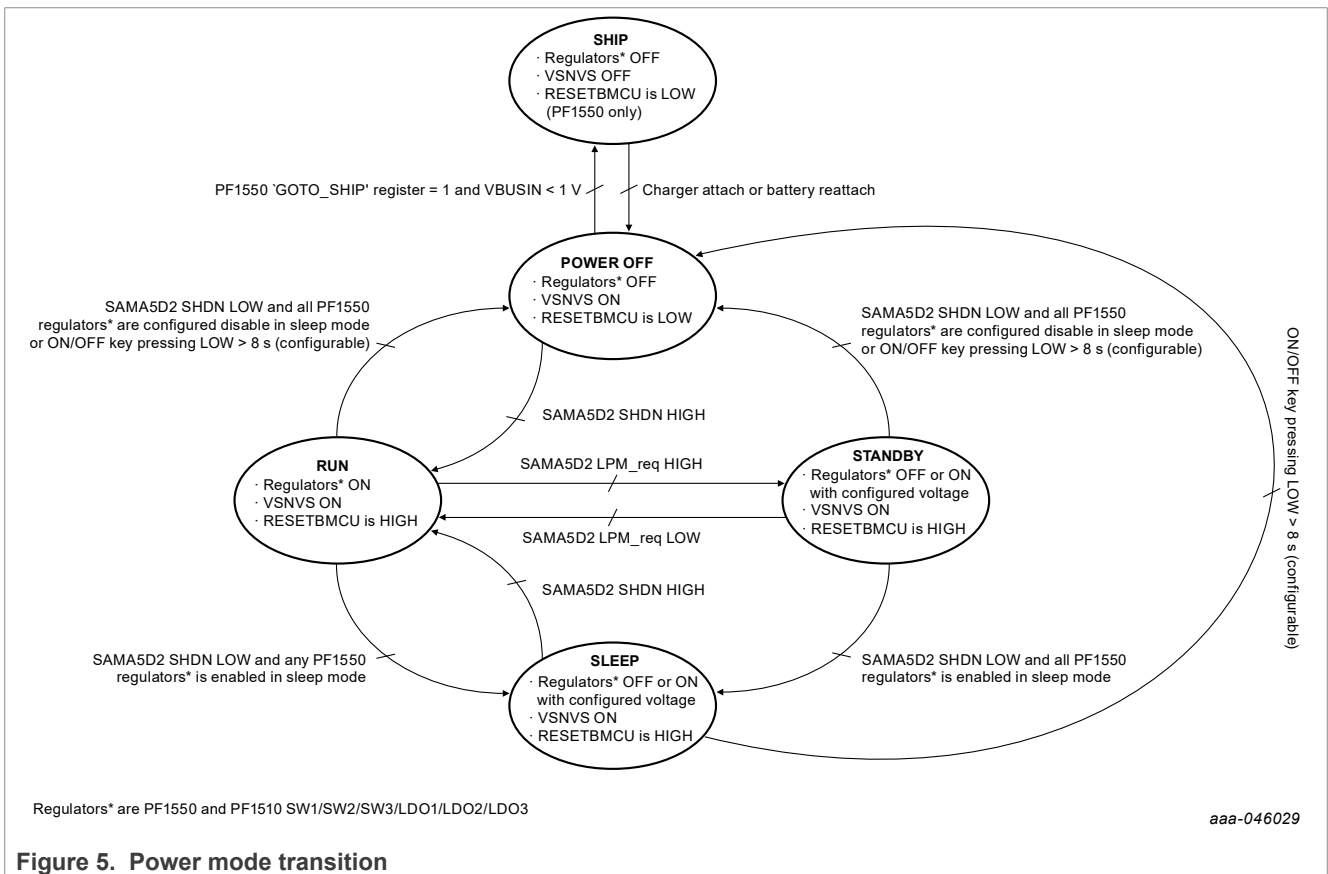 SHIP
· Regulators* OFF
· VSNVS OFF
· RESETBMCU is LOW
(PF1550 only)
PF1550 `GOTO_SHIP' register = 1 and VBUSIN < 1 V
Charger attach or battery reattach
POWER OFF
· Regulators* OFF
· VSNVS ON
· RESETBMCU is LOW
SAMA5D2 SHDN LOW and all PF1550
regulators* are configured disable in sleep mode
or ON/OFF key pressing LOW > 8 s (configurable)
SAMA5D2 SHDN LOW and all PF1550
regulators* are configured disable in sleep mode
or ON/OFF key pressing LOW > 8 s (configurable)
ON/OFF key pressing LOW > 8 s (configurable)
SAMA5D2 SHDN HIGH
RUN
· Regulators* ON
· VSNVS ON
· RESETBMCU is HIGH
SAMA5D2 LPM_req HIGH
SAMA5D2 LPM_req LOW
STANDBY
· Regulators* OFF or ON
with configured voltage
· VSNVS ON
· RESETBMCU is HIGH
SAMA5D2 SHDN HIGH
SAMA5D2 SHDN LOW and any PF1550
regulators* is enabled in sleep mode
SLEEP
· Regulators* OFF or ON
with configured voltage
· VSNVS ON
· RESETBMCU is HIGH
SAMA5D2 SHDN LOW and all PF1550
regulators* is enabled in sleep mode
Regulators* are PF1550 and PF1510 SW1/SW2/SW3/LDO1/LDO2/LDO3
aaa-046029
Figure 5. Power mode transition